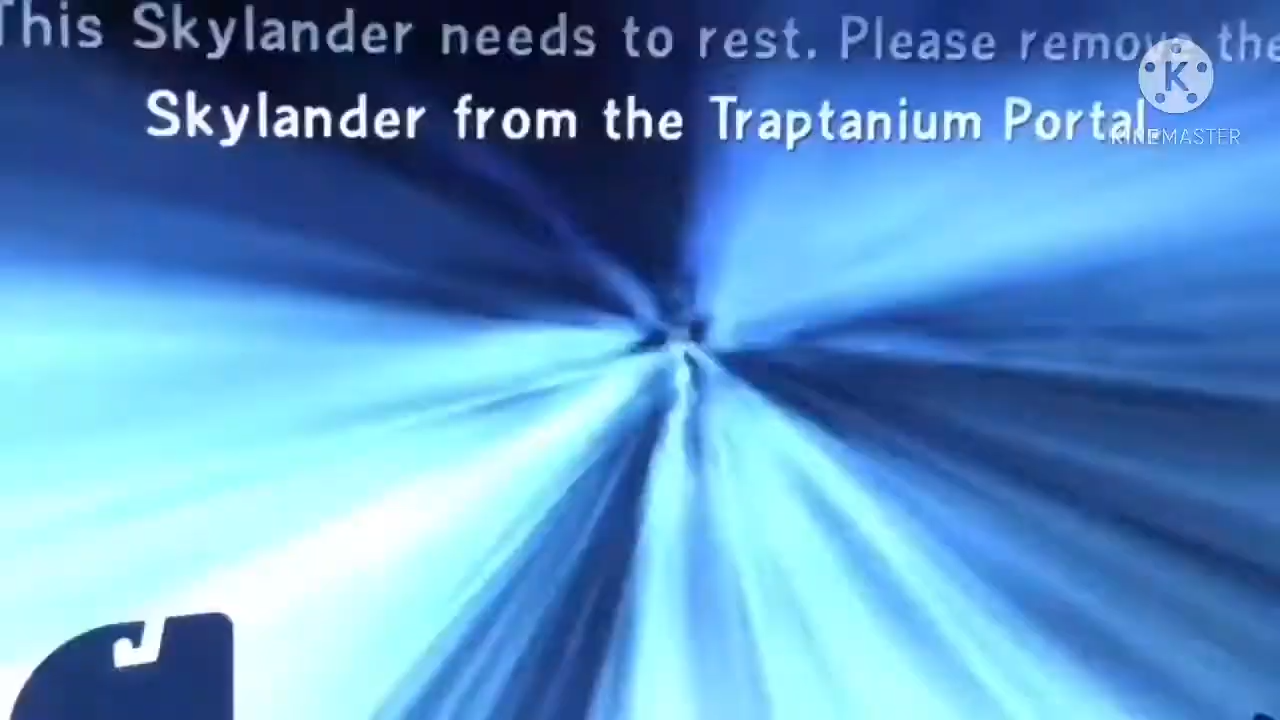 This Skylander needs to rest. Please remove the
Skylander from the Traptanium Portal
K
KINEMASTER